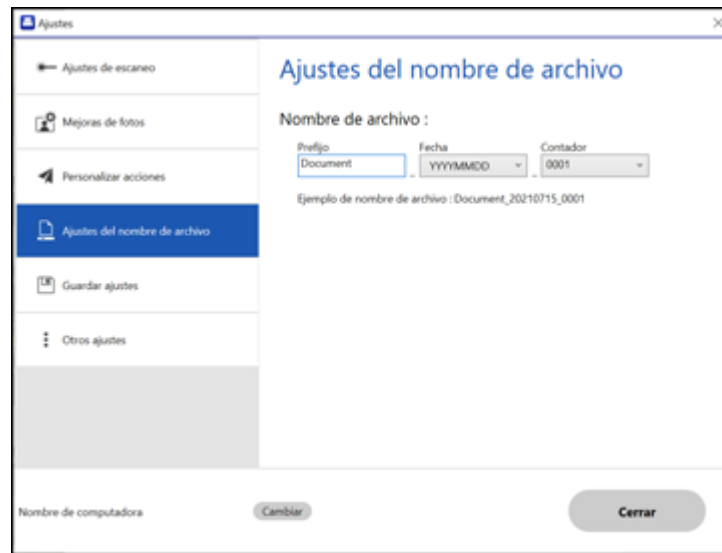 Ajustes
Ajustes de escaneo
Mejoras de fotos
Personalizar acciones
Ajustes del nombre de archivo
Guardar ajustes
Otros ajustes
Ajustes del nombre de archivo
Nombre de archivo :
Prefijo Fecha Contador
Document _ YYYYMMDD _ 0001
Ejemplo de nombre de archivo : Document_20210715_0001
Nombre de computadora Cambiar Cerrar